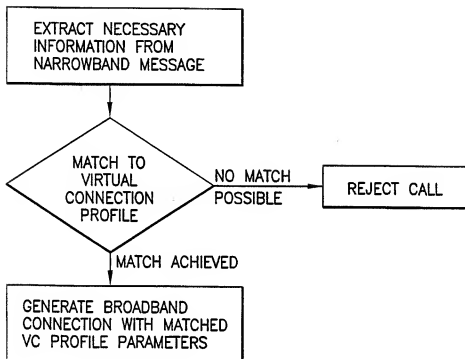 EXTRACT NECESSARY
INFORMATION FROM
NARROWBAND MESSAGE
MATCH TO
VIRTUAL
CONNECTION
PROFILE
NO MATCH
POSSIBLE
REJECT CALL
MATCH ACHIEVED
GENERATE BROADBAND
CONNECTION WITH MATCHED
VC PROFILE PARAMETERS